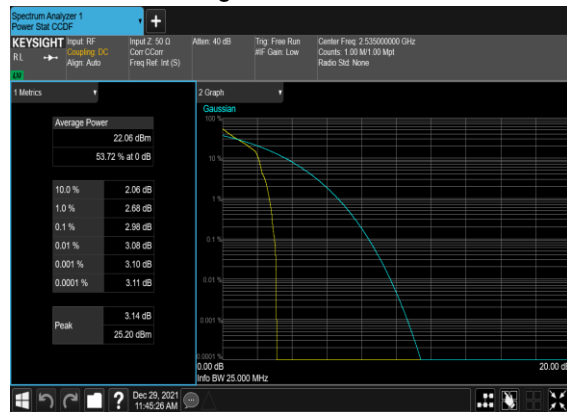 Spectrum Analyzer 1
Power Stat CCDF
KEYSIGHT
RL
LW
Input: RF
Coupling: DC
Align: Auto
Input Z: 50 Ω
Corr CCorr
Freq Ref: Int (S)
Atten: 40 dB
Trig: Free Run
#IF Gain: Low
Center Freq: 2.535000000 GHz
Counts: 1.00 M/1.00 Mpt
Radio Std: None
1 Metrics
Average Power
22.06 dBm
53.72 % at 0 dB
10.0 % 2.06 dB
1.0 % 2.68 dB
0.1 % 2.98 dB
0.01 % 3.08 dB
0.001 % 3.10 dB
0.0001 % 3.11 dB
Peak
3.14 dB
25.20 dBm
2 Graph
Gaussian
100 %
10 %
1 %
0.1 %
0.01 %
0.001 %
0.0001 %
0.00 dB
20.00 dB
Info BW 25.000 MHz
Dec 29, 2021
11:45:26 AM